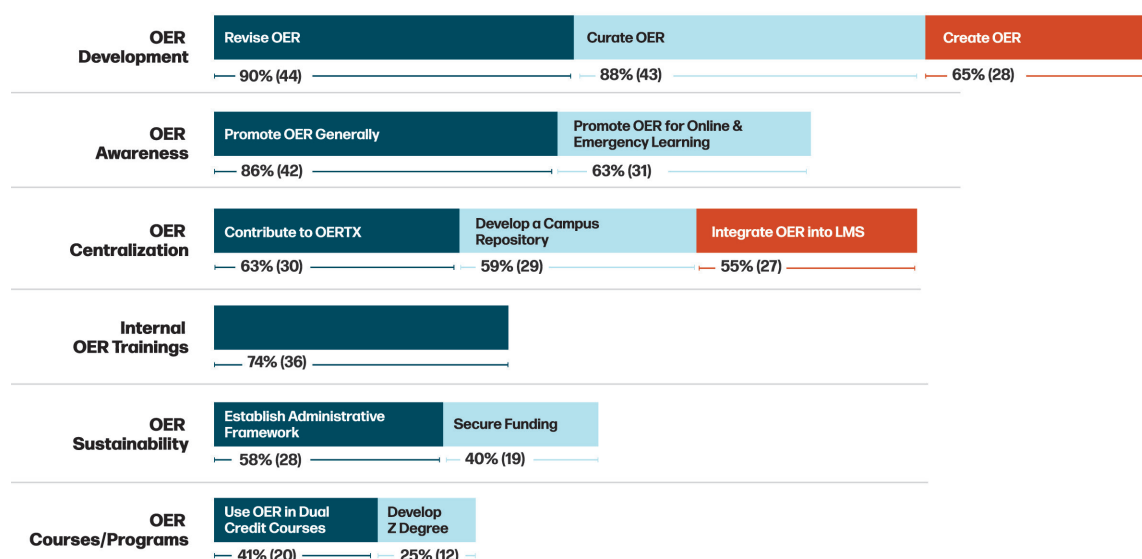 OER
Development
Revise OER
Curate OER
Create OER
90% (44)
88% (43)
65% (28)
OER
Awareness
Promote OER Generally
Promote OER for Online &
Emergency Learning
86% (42)
63% (31)
OER
Centralization
Contribute to OERTX
Develop a Campus
Repository
Integrate OER into LMS
63% (30)
59% (29)
55% (27)
Internal
OER Trainings
74% (36)
OER
Sustainability
Establish Administrative
Framework
Secure Funding
58% (28)
40% (19)
OER
Courses/Programs
Use OER in Dual
Credit Courses
Develop
Z Degree
41% (20)
25% (12)